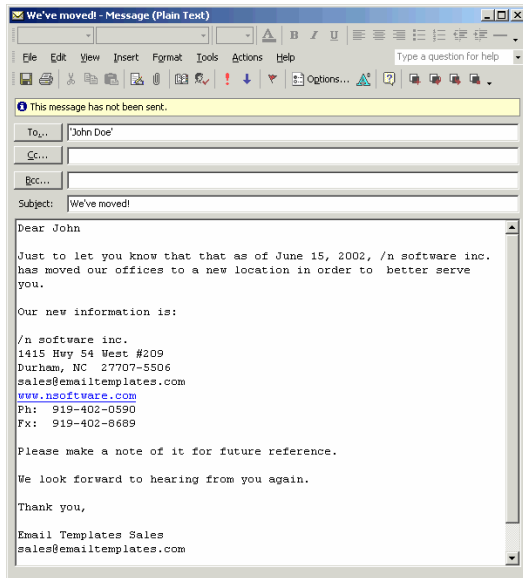 We've moved! - Message (Plain Text)
A B I U
File Edit View Insert Format Tools Actions Help Type a question for help
Options...
This message has not been sent.
To... 'John Doe'
Cc...
Bcc...
Subject: We've moved!
Dear John
Just to let you know that that as of June 15, 2002, /n software inc.
has moved our offices to a new location in order to better serve
you.
Our new information is:
/n software inc.
1415 Hwy 54 West #209
Durham, NC 27707-5506
sales@emailtemplates.com
www.nsoftware.com
Ph: 919-402-0590
Fx: 919-402-8689
Please make a note of it for future reference.
We look forward to hearing from you again.
Thank you,
Email Templates Sales
sales@emailtemplates.com